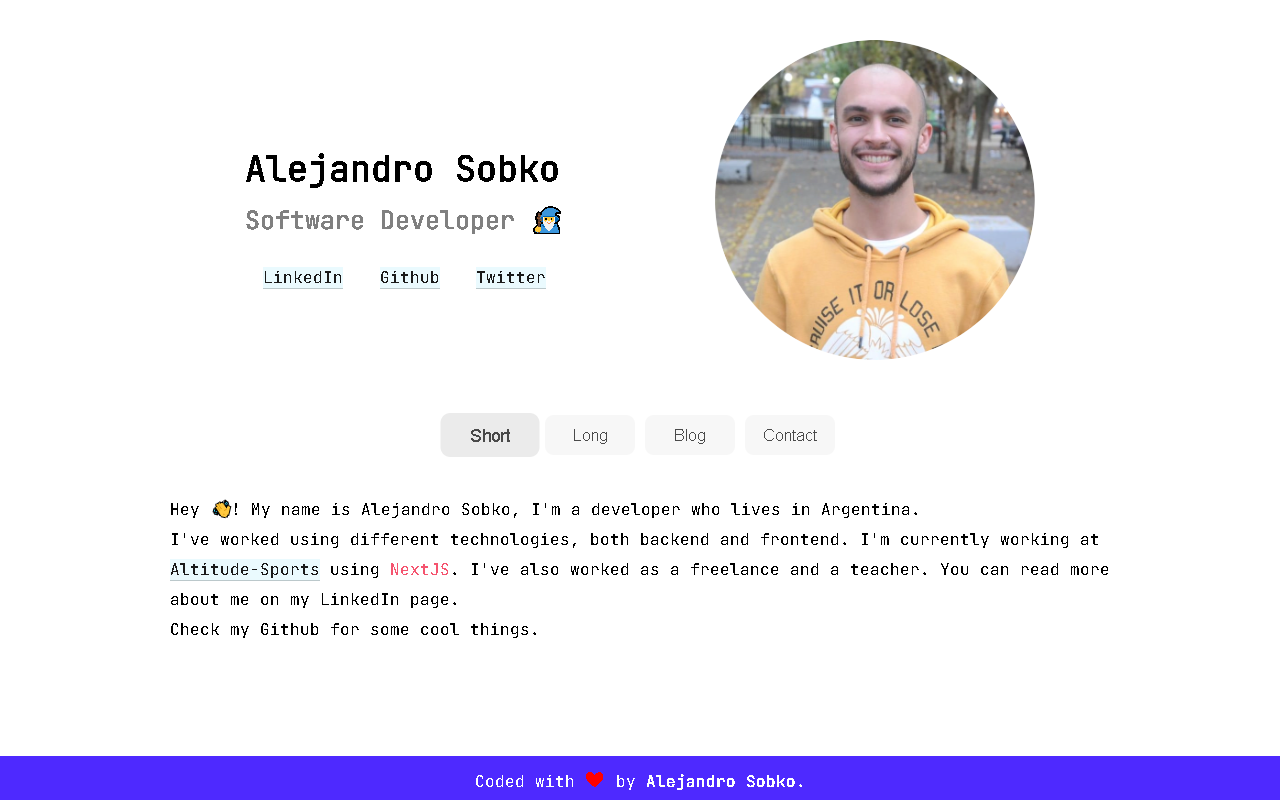 Alejandro Sobko
Software Developer 🧙‍♂️
LinkedIn Github Twitter
CRUISE IT OR LOSE
Short Long Blog Contact
Hey 👋! My name is Alejandro Sobko, I'm a developer who lives in Argentina.
I've worked using different technologies, both backend and frontend. I'm currently working at
Altitude-Sports using NextJS. I've also worked as a freelance and a teacher. You can read more
about me on my LinkedIn page.
Check my Github for some cool things.
Coded with ❤ by Alejandro Sobko.